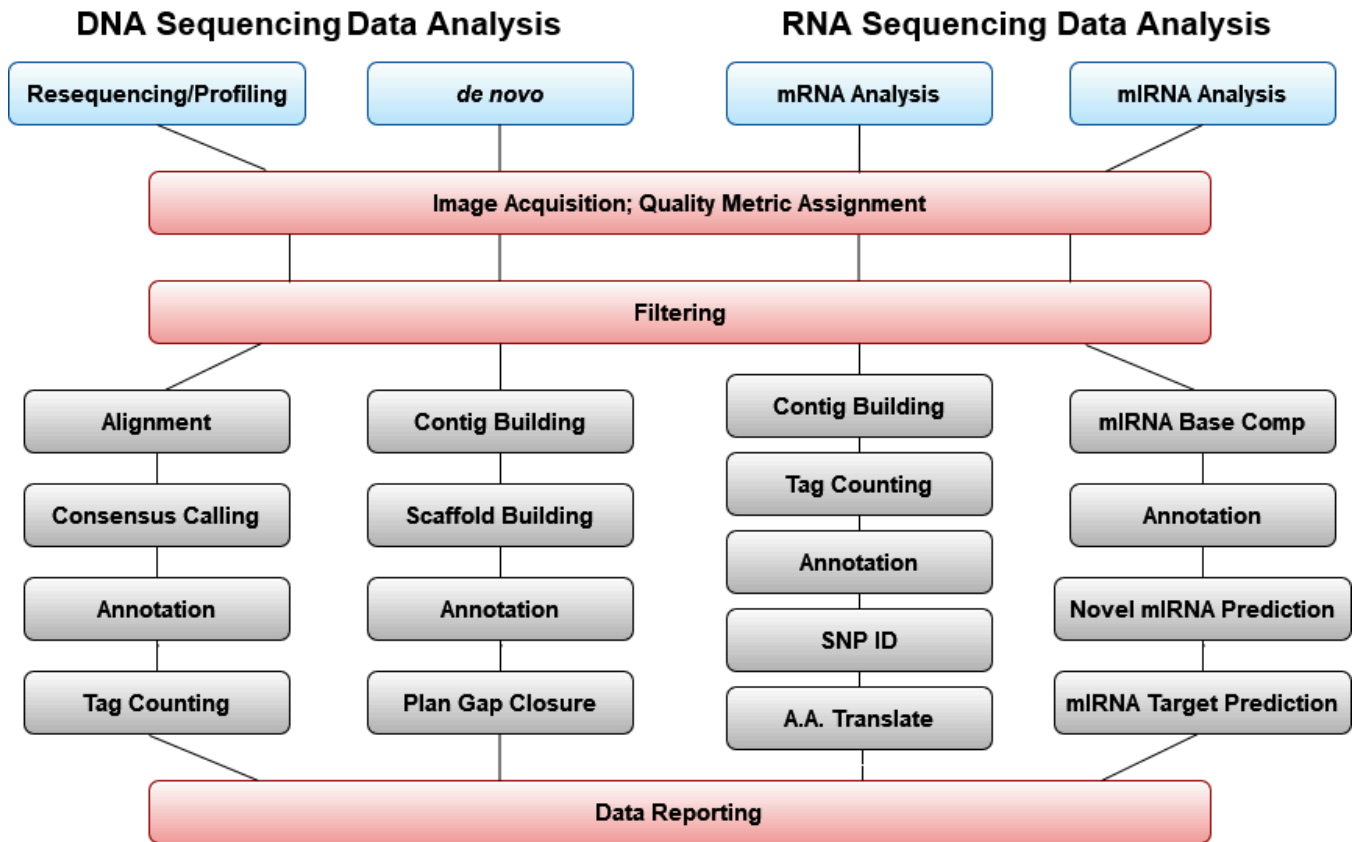 DNA Sequencing Data Analysis
RNA Sequencing Data Analysis
Resequencing/Profiling
de novo
mRNA Analysis
mIRNA Analysis
Image Acquisition; Quality Metric Assignment
Filtering
Alignment
Consensus Calling
Annotation
Tag Counting
Contig Building
Scaffold Building
Annotation
Plan Gap Closure
Contig Building
Tag Counting
Annotation
SNP ID
A.A. Translate
mIRNA Base Comp
Annotation
Novel mIRNA Prediction
mIRNA Target Prediction
Data Reporting